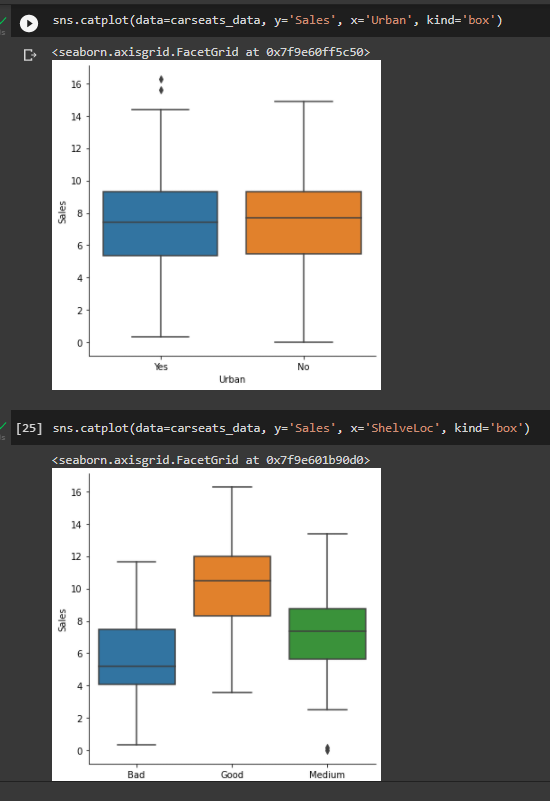 sns.catplot(data=carseats_data, y='Sales', x='Urban', kind='box')
<seaborn.axisgrid.FacetGrid at 0x7f9e60ff5c50>
16
14
12
10
8
6
4
2
0
Sales
Yes
No
Urban
[25] sns.catplot(data=carseats_data, y='Sales', x='ShelveLoc', kind='box')
<seaborn.axisgrid.FacetGrid at 0x7f9e601b90d0>
16
14
12
10
8
6
4
2
0
Sales
Bad
Good
Medium